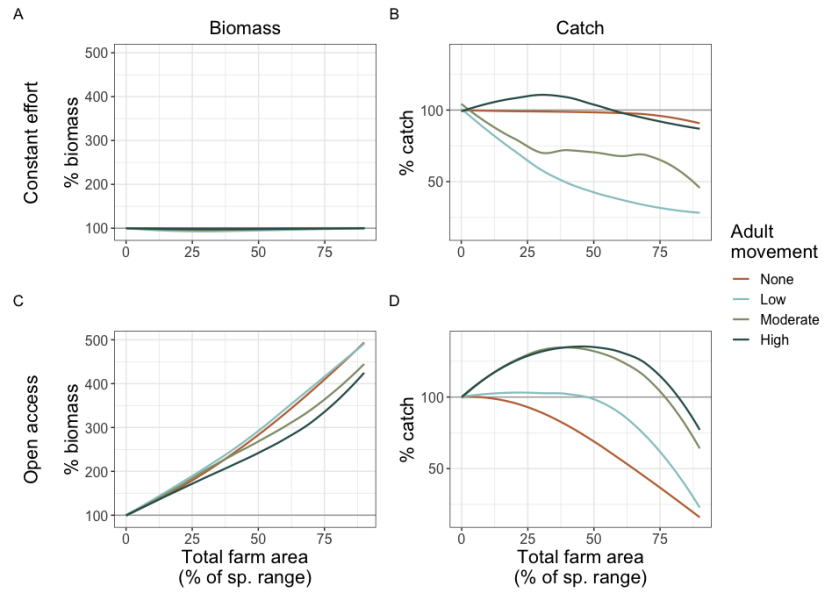 A
B
Biomass
Catch
Constant effort
% biomass
500
400
300
200
100
0
25
50
75
% catch
100
50
0
25
50
75
Adult
movement
None
Low
Moderate
High
C
D
Open access
% biomass
500
400
300
200
100
0
25
50
75
Total farm area
(% of sp. range)
% catch
100
50
0
25
50
75
Total farm area
(% of sp. range)